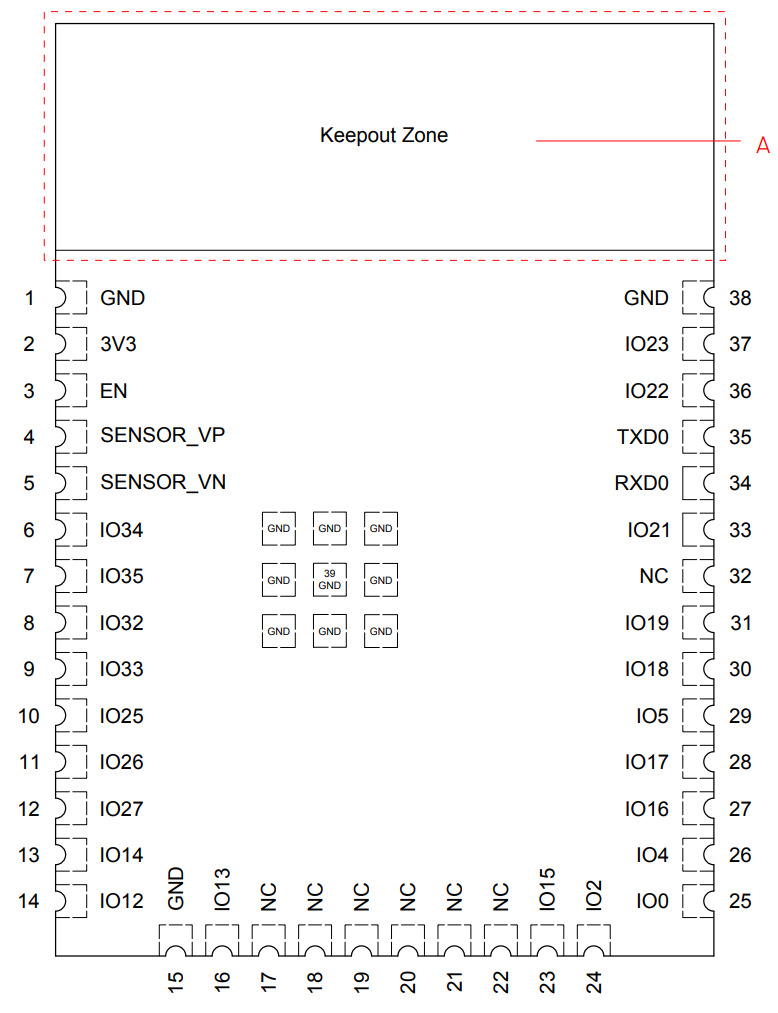 Keepout Zone
A
1 GND GND 38
2 3V3 IO23 37
3 EN IO22 36
4 SENSOR_VP TXD0 35
5 SENSOR_VN RXD0 34
6 IO34 GND GND GND IO21 33
7 IO35 GND 39 GND GND NC 32
8 IO32 GND GND GND IO19 31
9 IO33 IO18 30
10 IO25 IO5 29
11 IO26 IO17 28
12 IO27 IO16 27
13 IO14 IO4 26
14 IO12 IO0 25
GND IO13 NC NC NC NC NC NC IO15 IO2
15 16 17 18 19 20 21 22 23 24